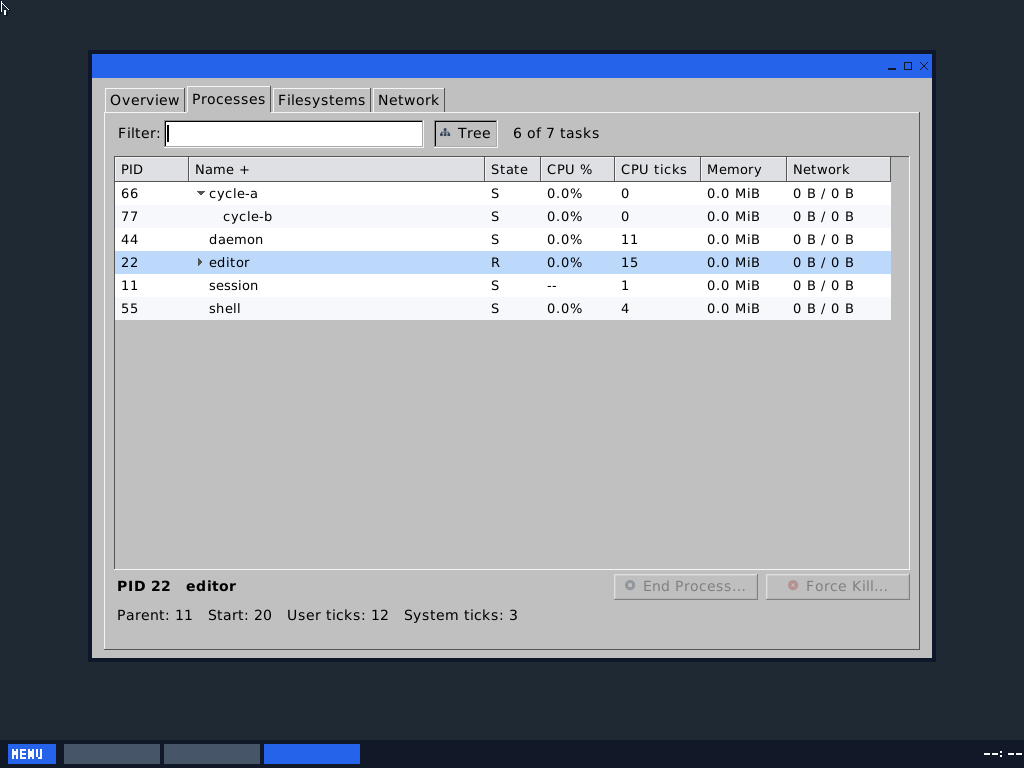 Overview Processes Filesystems Network
Filter: Tree 6 of 7 tasks
PID Name + State CPU % CPU ticks Memory Network
66 cycle-a S 0.0% 0 0.0 MiB 0 B / 0 B
77 cycle-b S 0.0% 0 0.0 MiB 0 B / 0 B
44 daemon S 0.0% 11 0.0 MiB 0 B / 0 B
22 editor R 0.0% 15 0.0 MiB 0 B / 0 B
11 session S -- 1 0.0 MiB 0 B / 0 B
55 shell S 0.0% 4 0.0 MiB 0 B / 0 B
PID 22 editor End Process... Force Kill...
Parent: 11 Start: 20 User ticks: 12 System ticks: 3
MENU --:--